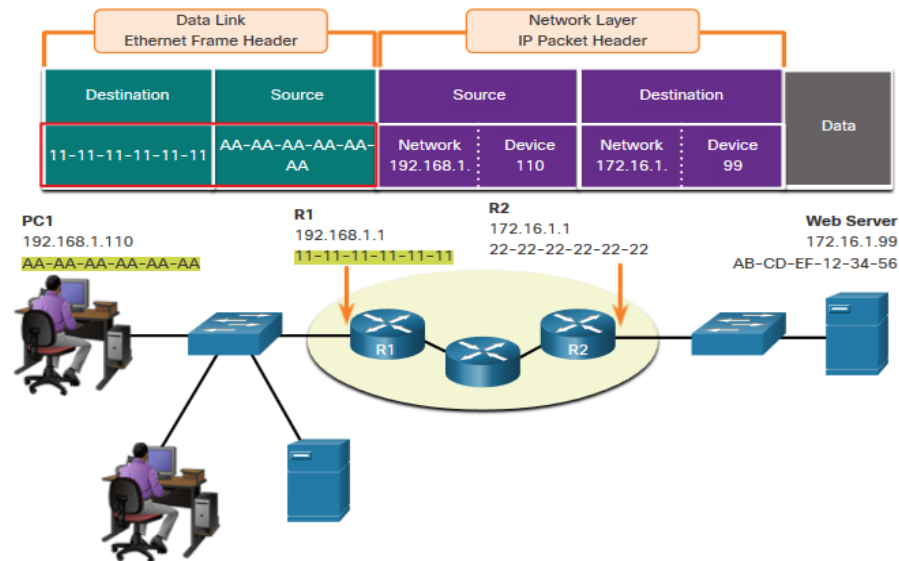 Data Link
Ethernet Frame Header
Network Layer
IP Packet Header
Destination
Source
Source
Destination
Data
11-11-11-11-11-11
AA-AA-AA-AA-AA-
AA
Network
192.168.1.
Device
110
Network
172.16.1.
Device
99
PC1
192.168.1.110
AA-AA-AA-AA-AA-AA
R1
192.168.1.1
11-11-11-11-11-11
R2
172.16.1.1
22-22-22-22-22-22
Web Server
172.16.1.99
AB-CD-EF-12-34-56
R1
R2